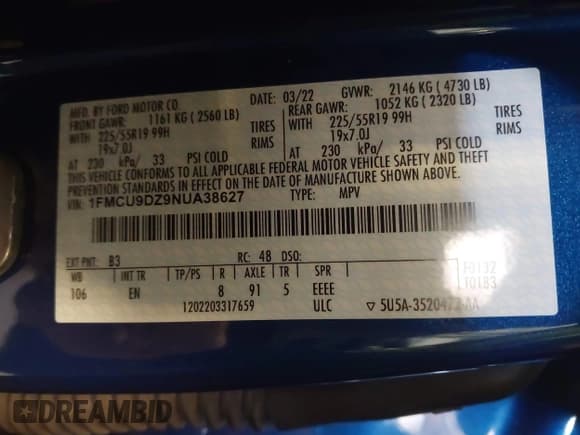 MFD. BY FORD MOTOR CO. DATE: 03/22 GVWR: 2146 KG ( 4730 LB)
FRONT GAWR: 1161 KG ( 2560 LB) REAR GAWR: 1052 KG ( 2320 LB)
WITH 225/55R19 99H TIRES WITH 225/55R19 99H TIRES
19x7.0J RIMS 19x7.0J RIMS
AT 230 kPa/ 33 PSI COLD AT 230 kPa/ 33 PSI COLD
THIS VEHICLE CONFORMS TO ALL APPLICABLE FEDERAL MOTOR VEHICLE SAFETY AND THEFT
PREVENTION STANDARDS IN EFFECT ON THE DATE OF MANUFACTURE SHOWN ABOVE.
VIN: 1FMCU9DZ9NUA38627 TYPE: MPV
EXT PNT: B3 RC: 48 DSO: F0132
WB INT TR TP/PS R AXLE TR SPR T0183
106 EN 8 91 5 EEEE
1202203317659 ULC ▽ 5U5A-3520472-AA
DREAMBID